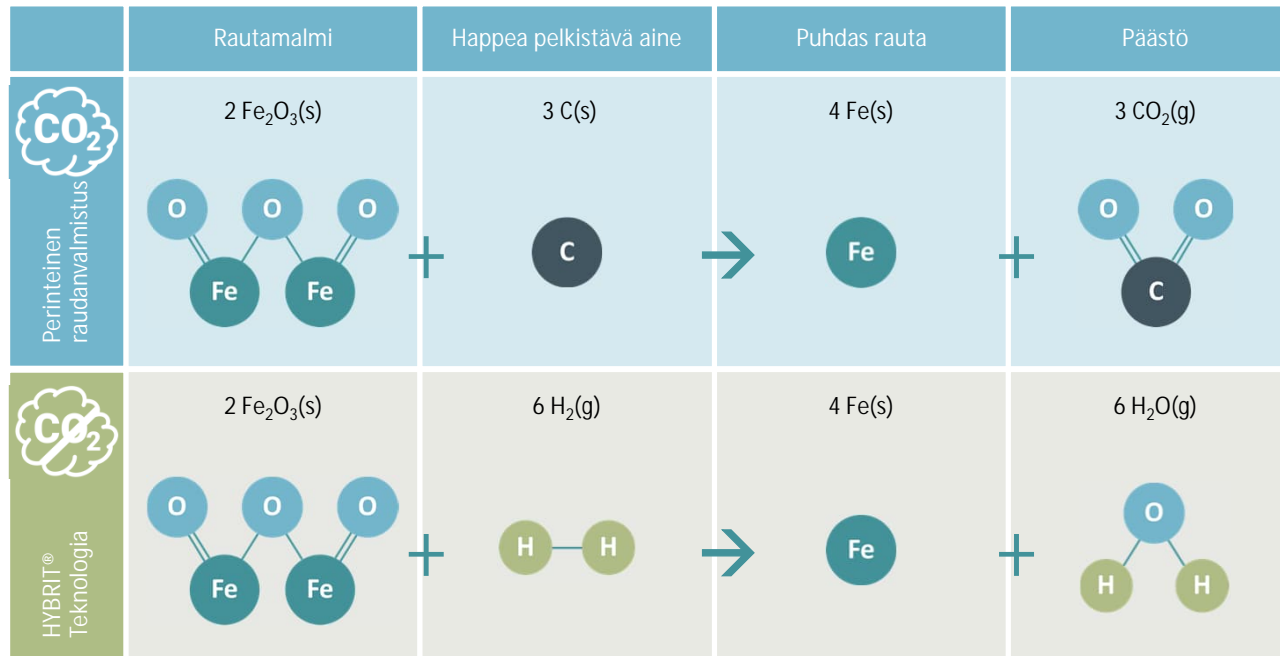 Rautamalmi
Happea pelkistävä aine
Puhdas rauta
Päästö
CO₂
Perinteinen
raudanvalmistus
2 Fe₂O₃(s)
3 C(s)
4 Fe(s)
3 CO₂(g)
O O O
Fe Fe
+
C
→
Fe
+
O O
C
CO₂
HYBRIT®
Teknologia
2 Fe₂O₃(s)
6 H₂(g)
4 Fe(s)
6 H₂O(g)
O O O
Fe Fe
+
H H
→
Fe
+
O
H H